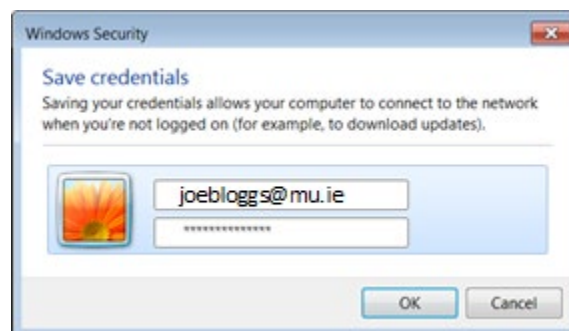 Windows Security
Save credentials
Saving your credentials allows your computer to connect to the network
when you're not logged on (for example, to download updates).
joebloggs@mu.ie
**************
OK
Cancel